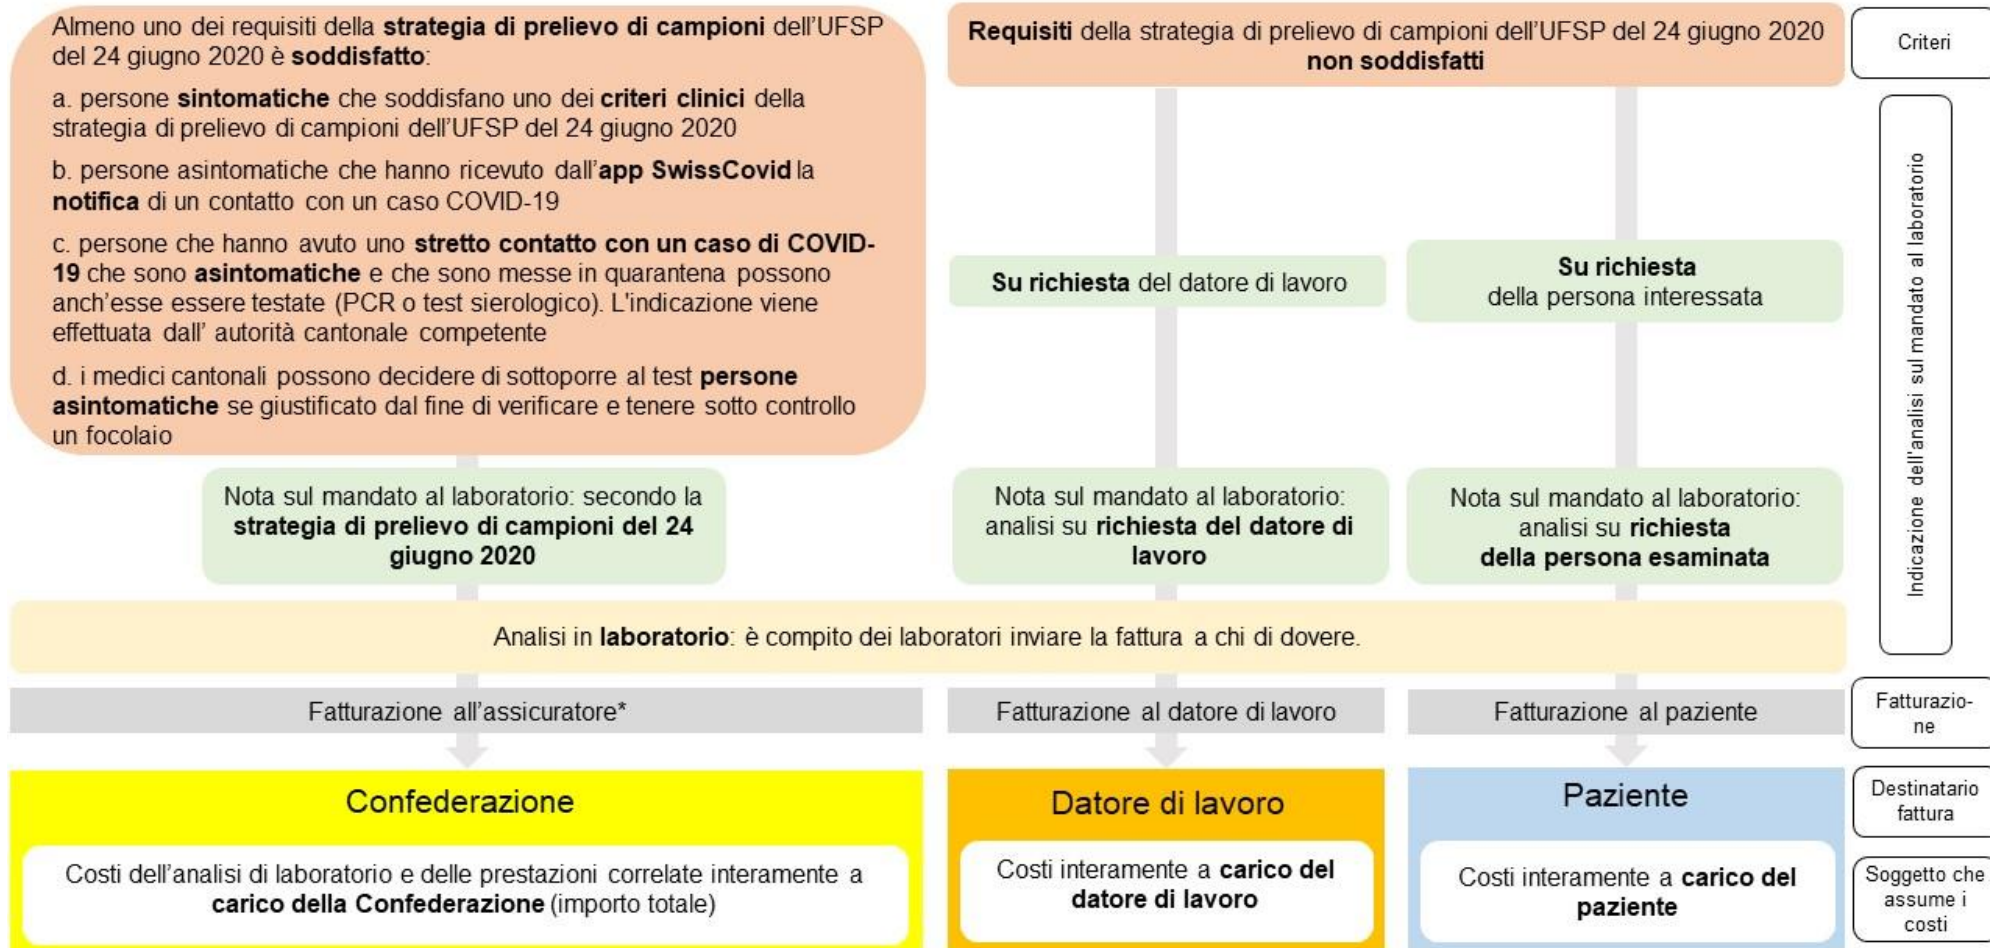 Almeno uno dei requisiti della strategia di prelievo di campioni dell'UFSP
del 24 giugno 2020 è soddisfatto:
a. persone sintomatiche che soddisfano uno dei criteri clinici della
strategia di prelievo di campioni dell'UFSP del 24 giugno 2020
b. persone asintomatiche che hanno ricevuto dall'app SwissCovid la
notifica di un contatto con un caso COVID-19
c. persone che hanno avuto uno stretto contatto con un caso di COVID-
19 che sono asintomatiche e che sono messe in quarantena possono
anch'esse essere testate (PCR o test sierologico). L'indicazione viene
effettuata dall' autorità cantonale competente
d. i medici cantonali possono decidere di sottoporre al test persone
asintomatiche se giustificato dal fine di verificare e tenere sotto controllo
un focolaio
Requisiti della strategia di prelievo di campioni dell'UFSP del 24 giugno 2020
non soddisfatti
Criteri
Su richiesta del datore di lavoro
Su richiesta
della persona interessata
Indicazione dell'analisi sul mandato al laboratorio
Nota sul mandato al laboratorio: secondo la
strategia di prelievo di campioni del 24
giugno 2020
Nota sul mandato al laboratorio:
analisi su richiesta del datore di
lavoro
Nota sul mandato al laboratorio:
analisi su richiesta
della persona esaminata
Analisi in laboratorio: è compito dei laboratori inviare la fattura a chi di dovere.
Fatturazione all'assicuratore*
Fatturazione al datore di lavoro
Fatturazione al paziente
Fatturazio-
ne
Confederazione
Datore di lavoro
Paziente
Destinatario
fattura
Costi dell'analisi di laboratorio e delle prestazioni correlate interamente a
carico della Confederazione (importo totale)
Costi interamente a carico del
datore di lavoro
Costi interamente a carico del
paziente
Soggetto che
assume i
costi